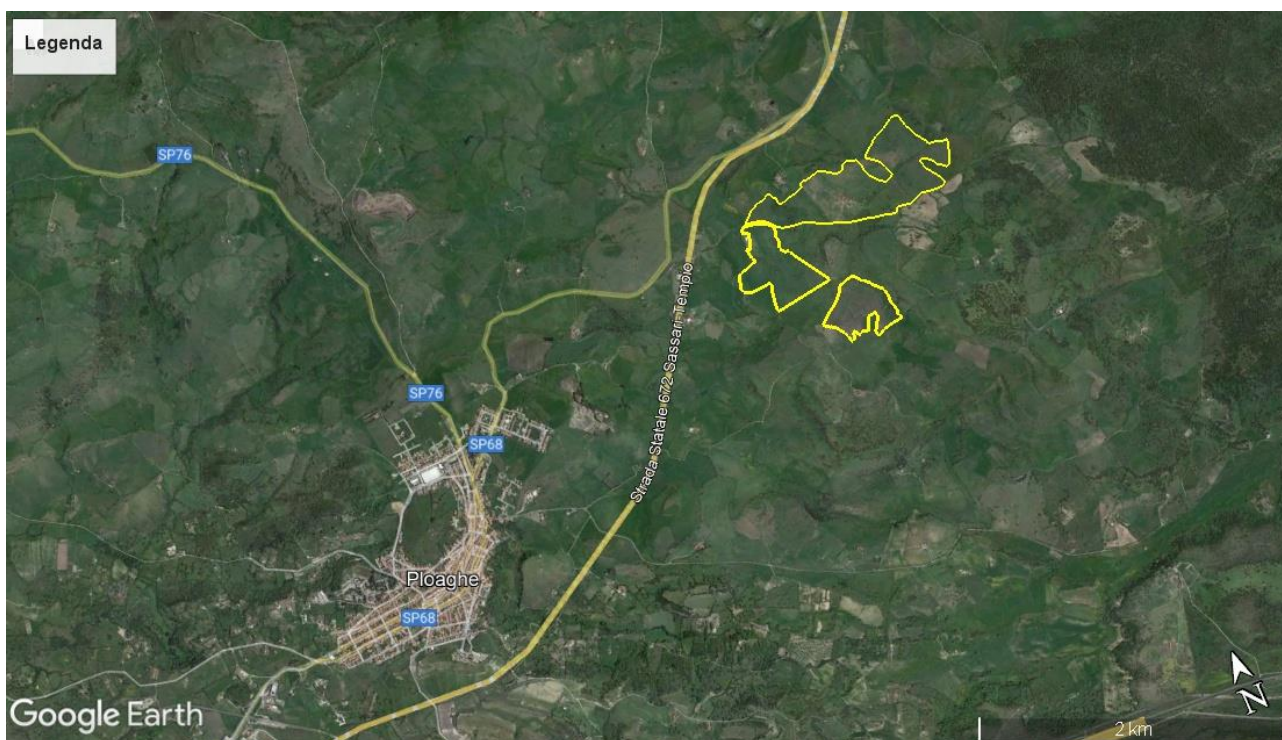 Legenda
SP76
Strada Statale 672 Sassari Tempio
SP76
SP68
Ploaghe
SP68
Google Earth
N
2 km